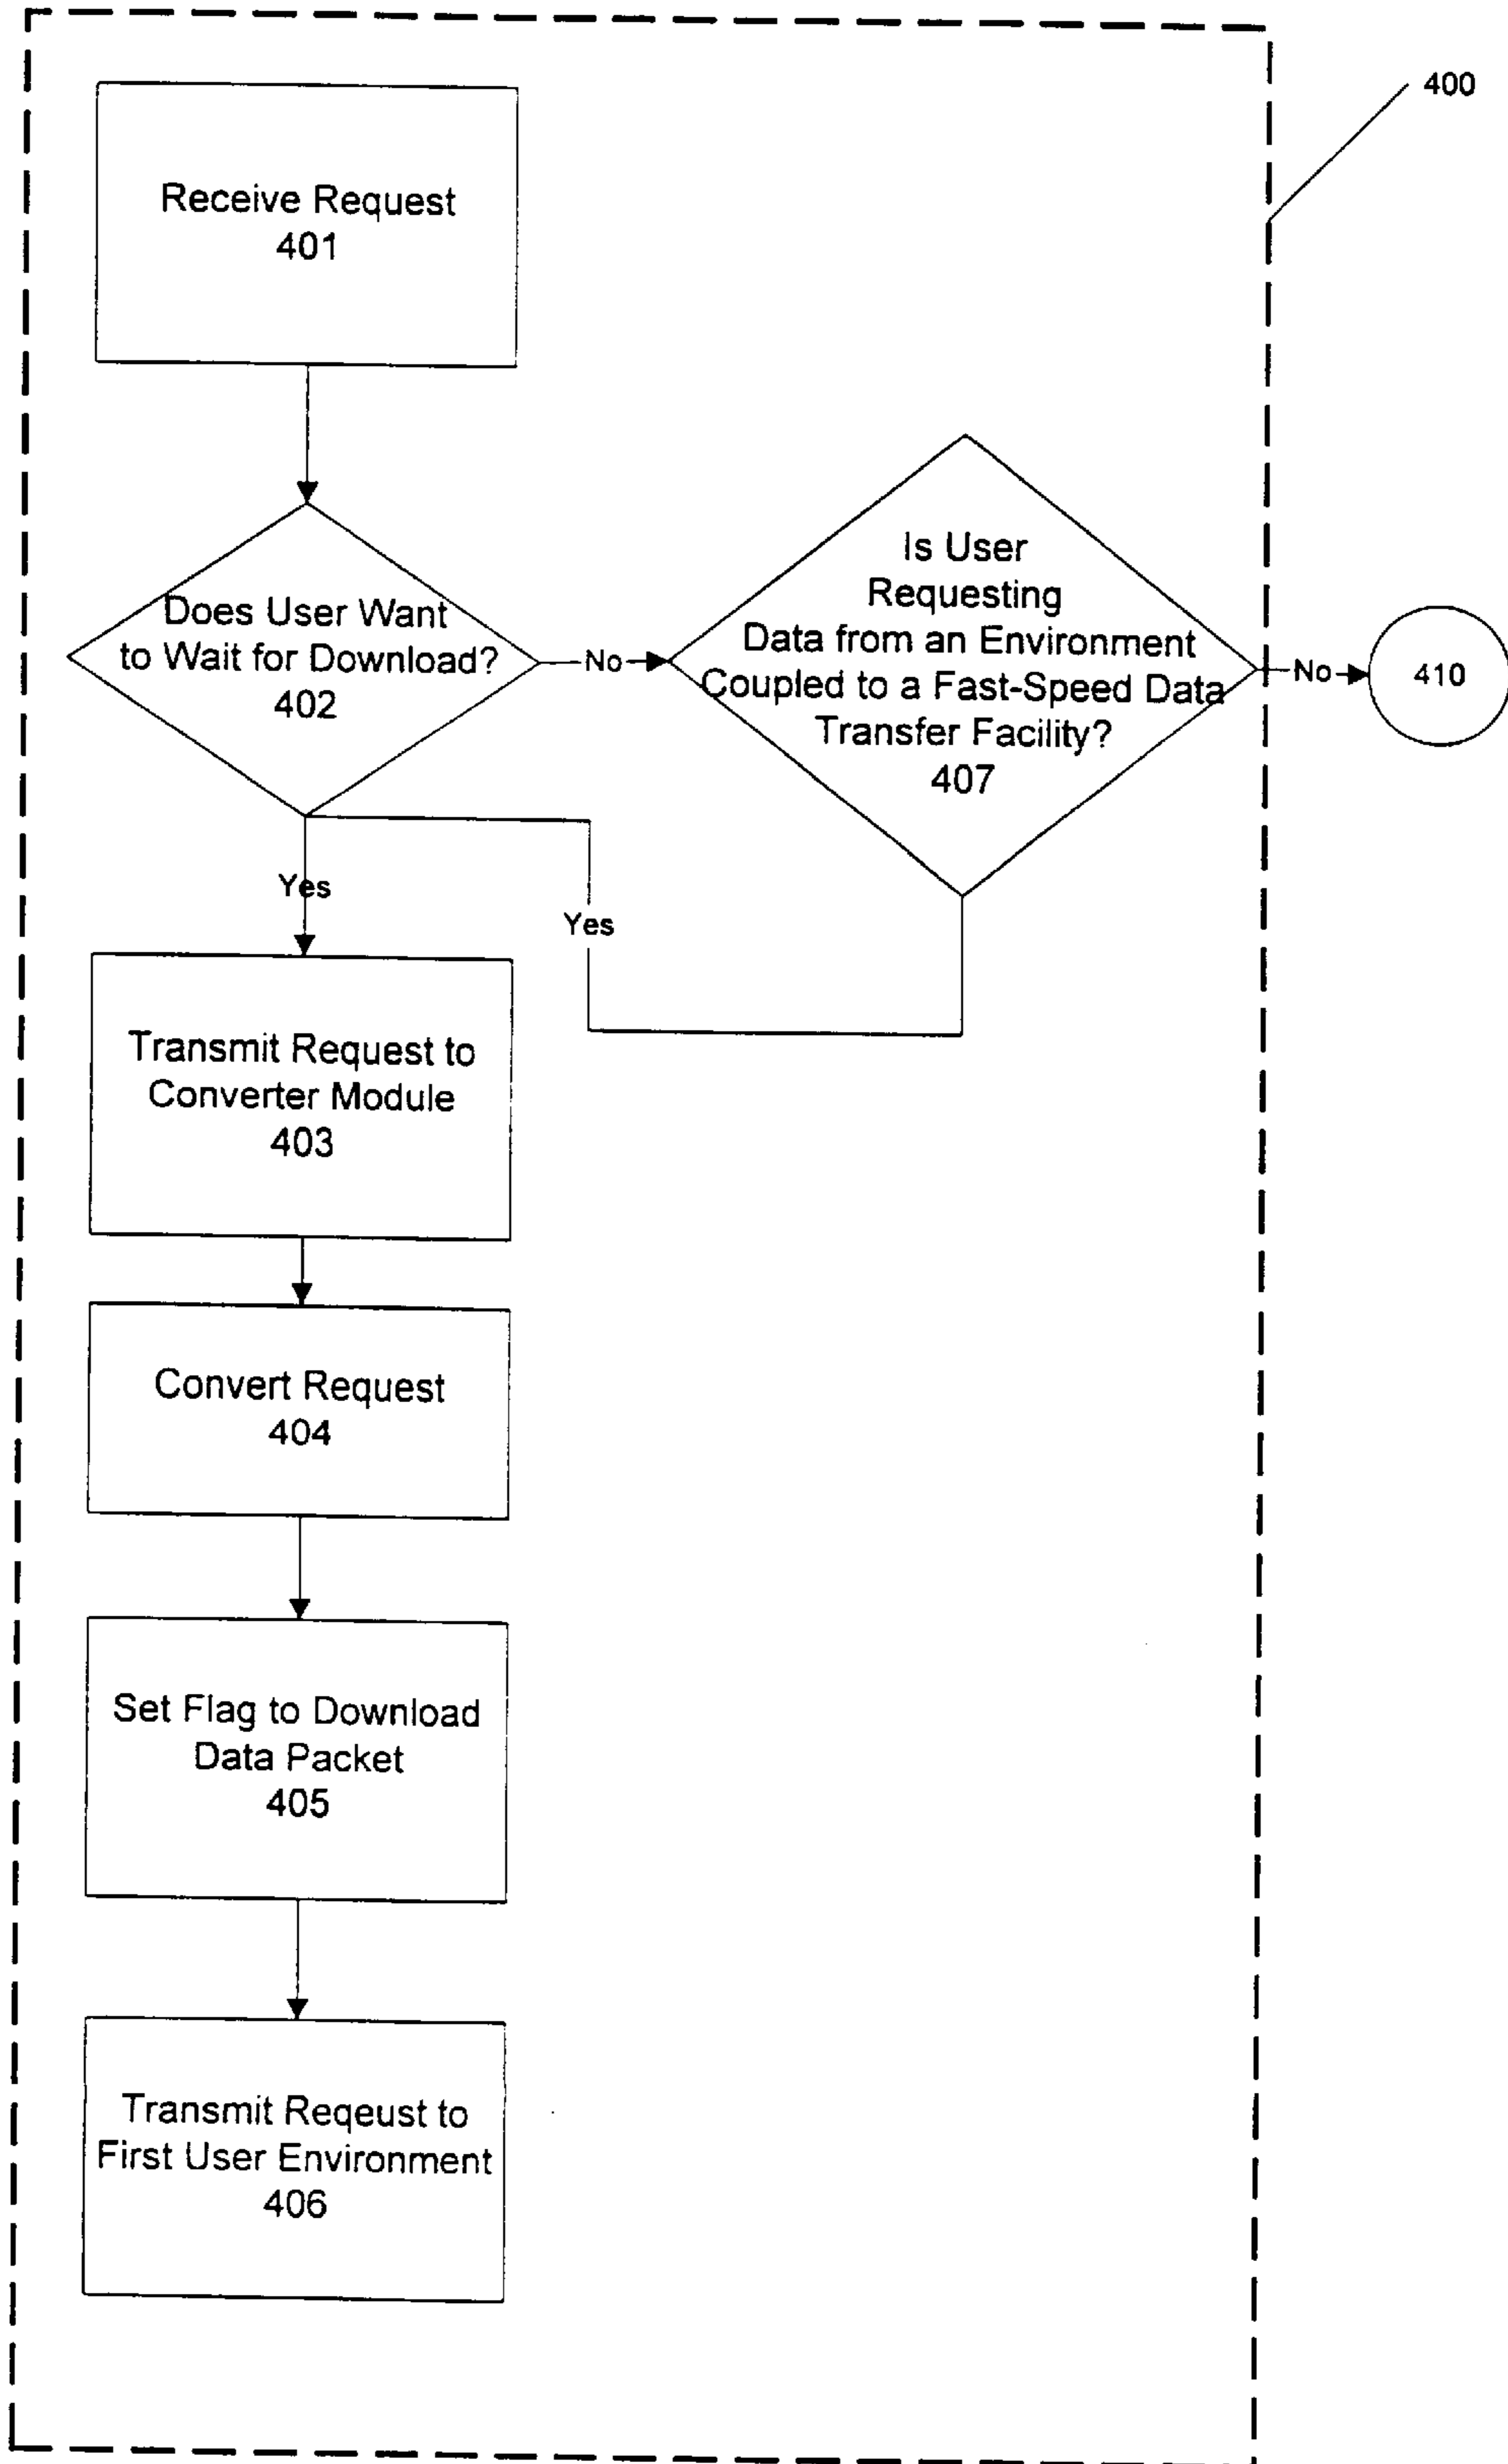 400
Receive Request
401
Does User Want
to Wait for Download?
402
No
Is User
Requesting
Data from an Environment
Coupled to a Fast-Speed Data
Transfer Facility?
407
No
410
Yes
Yes
Transmit Request to
Converter Module
403
Convert Request
404
Set Flag to Download
Data Packet
405
Transmit Reqeust to
First User Environment
406